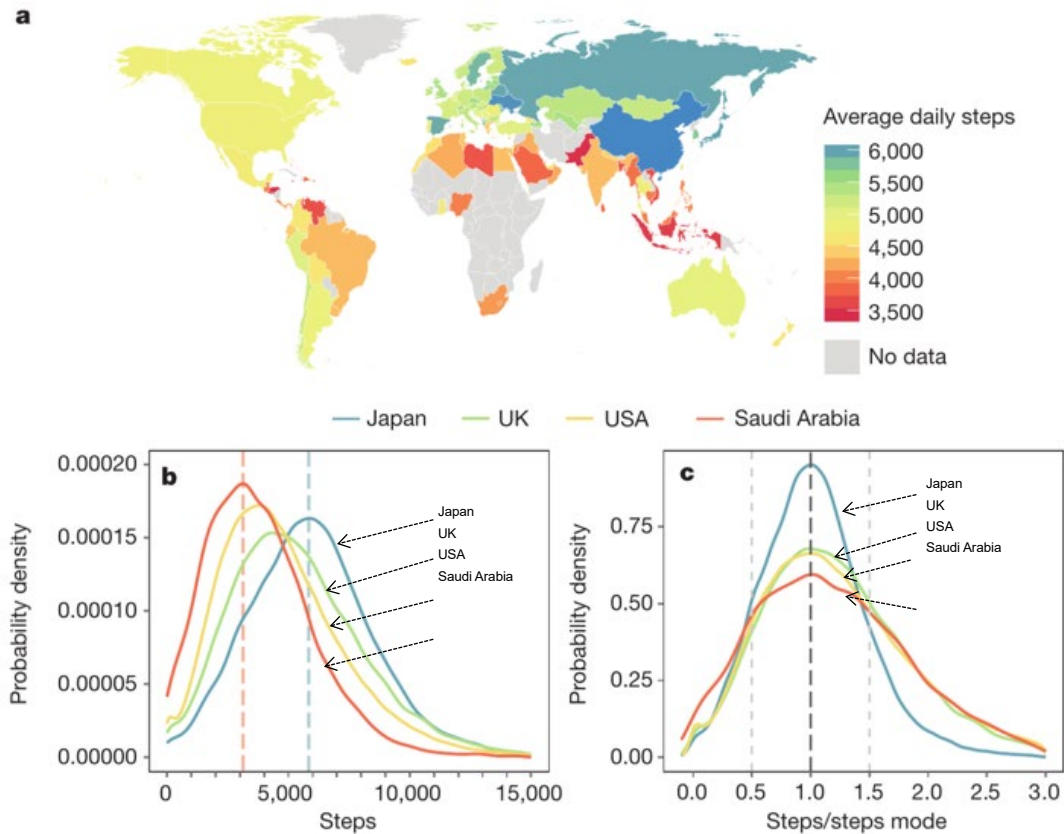 a
Average daily steps
6,000
5,500
5,000
4,500
4,000
3,500
No data
Japan UK USA Saudi Arabia
b
Probability density
0.00020
0.00015
0.00010
0.00005
0.00000
Japan
UK
USA
Saudi Arabia
0 5,000 10,000 15,000
Steps
c
Probability density
0.75
0.50
0.25
0.00
Japan
UK
USA
Saudi Arabia
0.0 0.5 1.0 1.5 2.0 2.5 3.0
Steps/steps mode